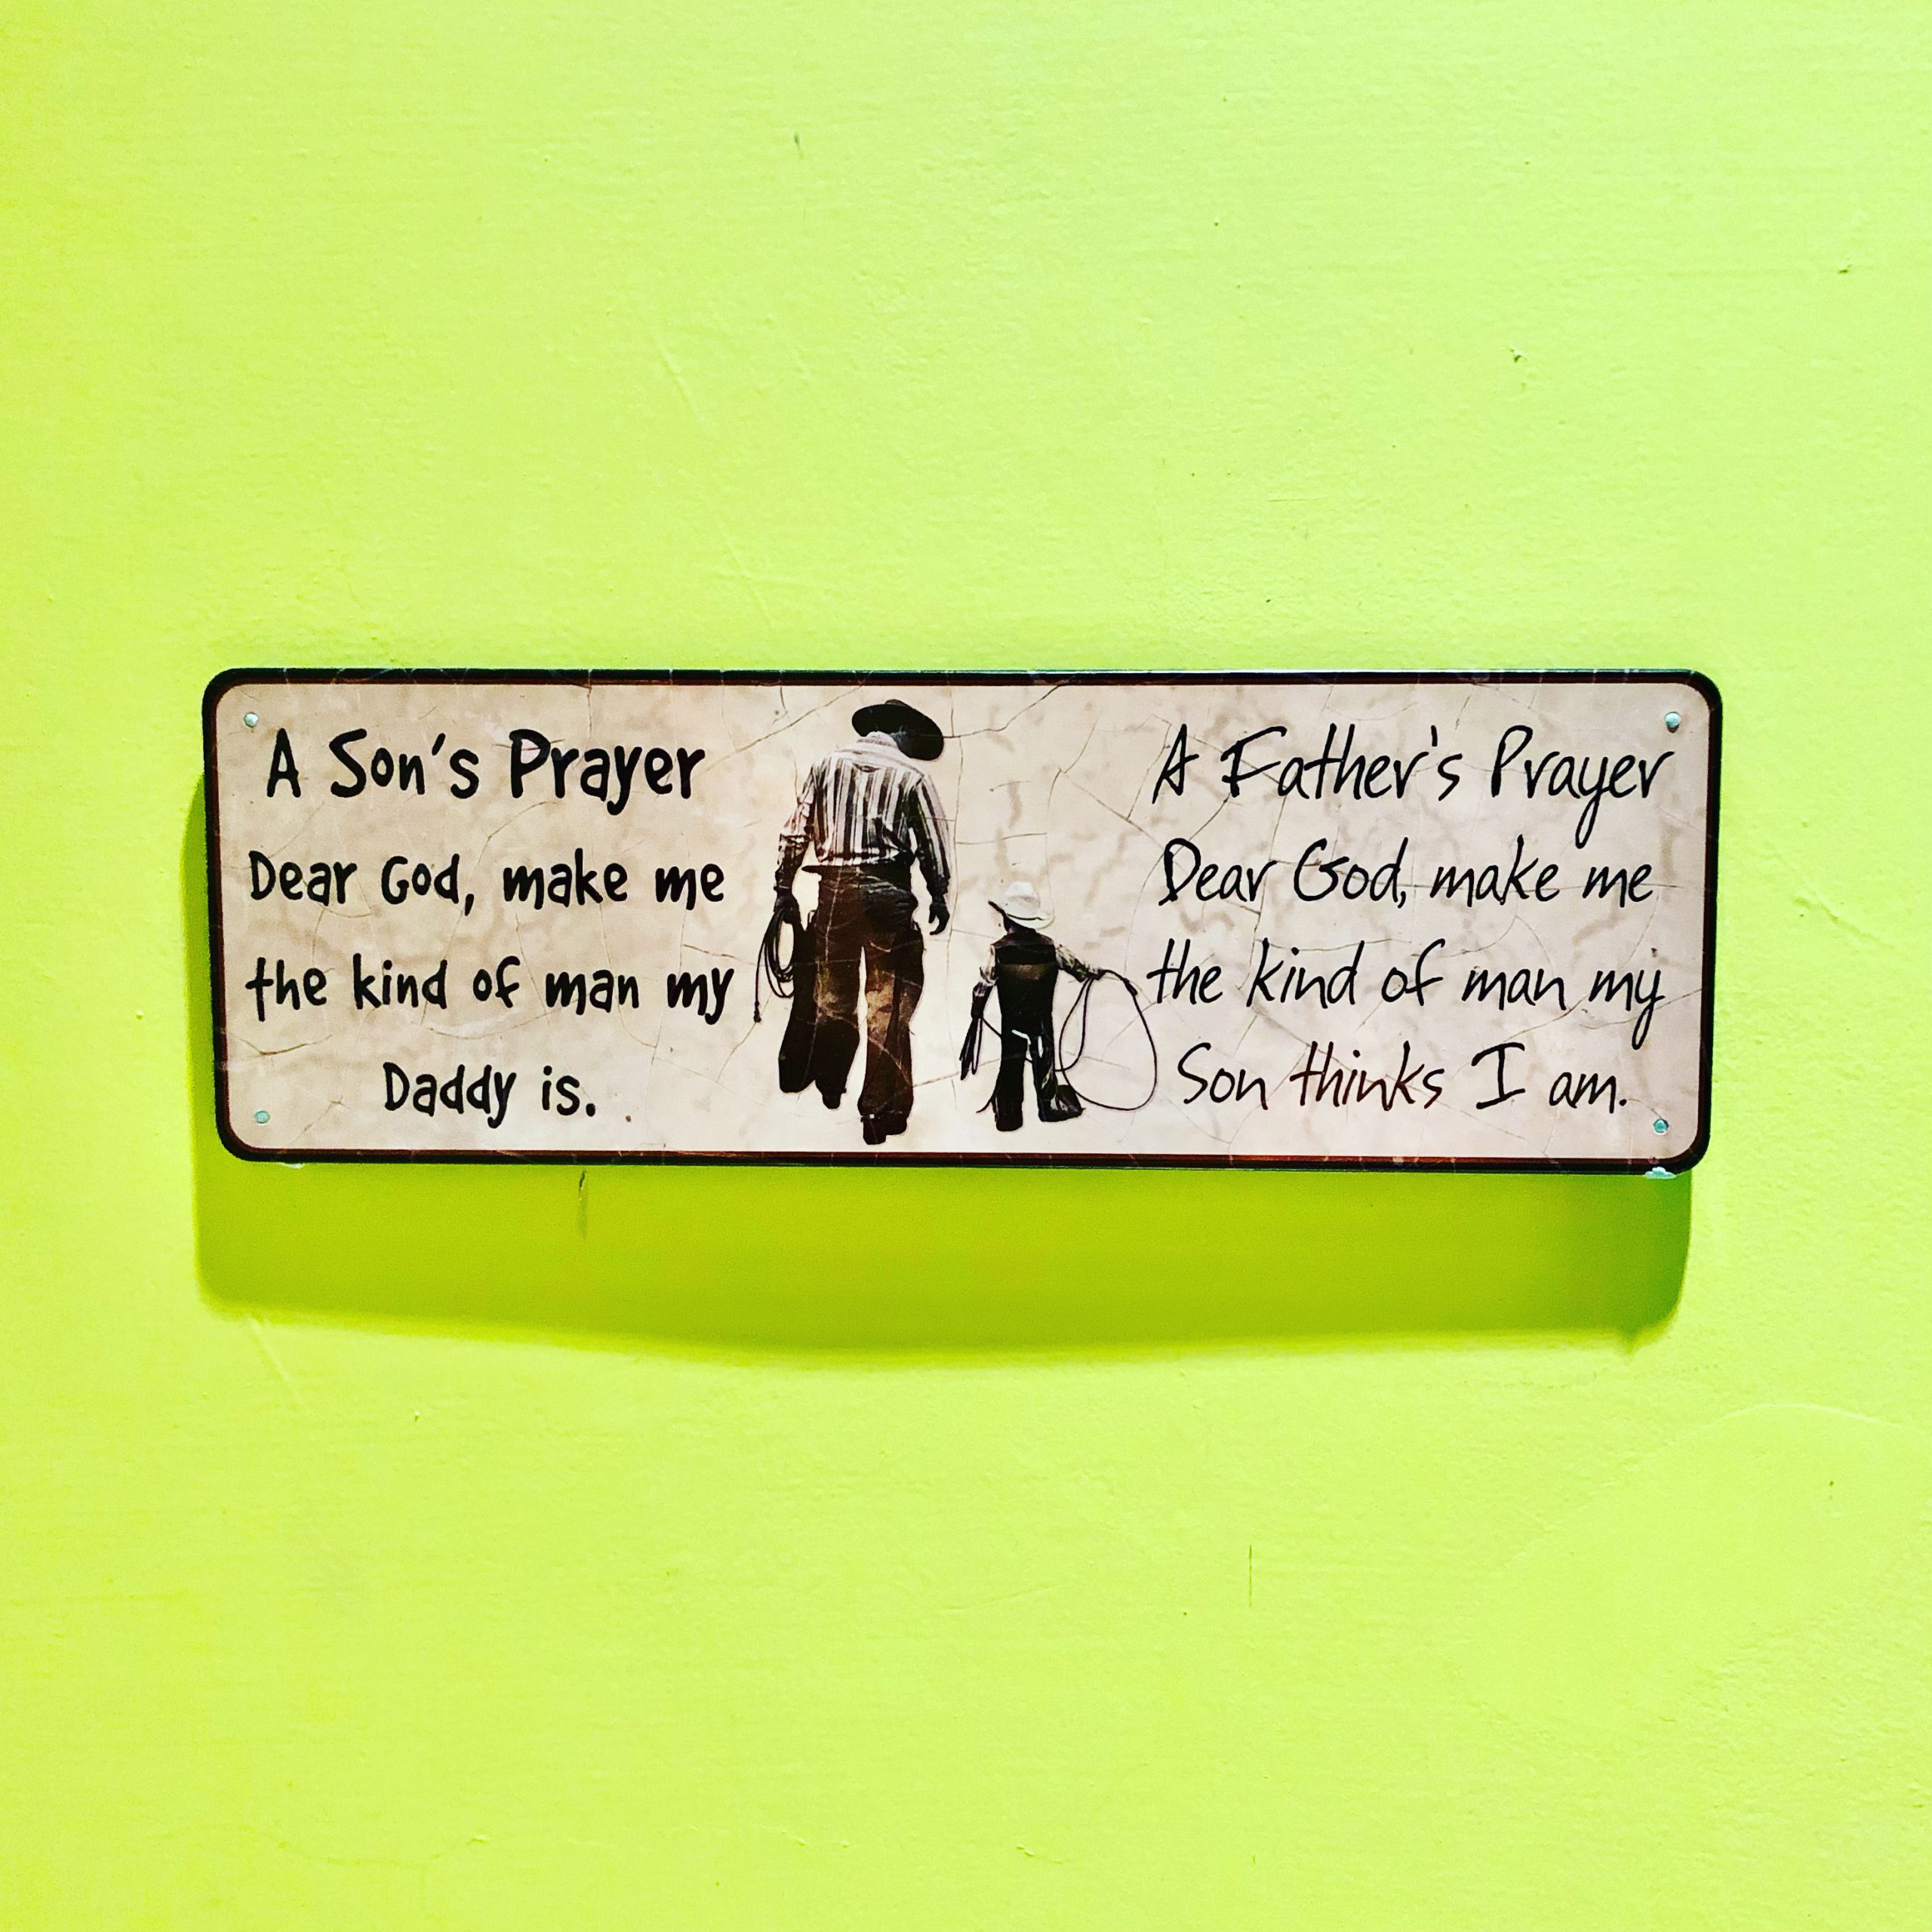 A Son's Prayer
Dear God, make me
the kind of man my
Daddy is.
A Father's Prayer
Dear God, make me
the kind of man my
Son thinks I am.